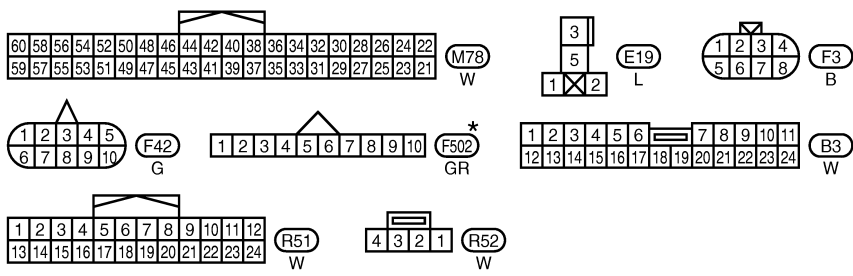 60 58 56 54 52 50 48 46 44 42 40 38 36 34 32 30 28 26 24 22
59 57 55 53 51 49 47 45 43 41 39 37 35 33 31 29 27 25 23 21
M78
W
3
5
1 2
E19
L
1 2 3 4
5 6 7 8
F3
B
1 2 3 4 5
6 7 8 9 10
F42
G
1 2 3 4 5 6 7 8 9 10
*
F502
GR
1 2 3 4 5 6 7 8 9 10 11
12 13 14 15 16 17 18 19 20 21 22 23 24
B3
W
1 2 3 4 5 6 7 8 9 10 11 12
13 14 15 16 17 18 19 20 21 22 23 24
R51
W
4 3 2 1
R52
W